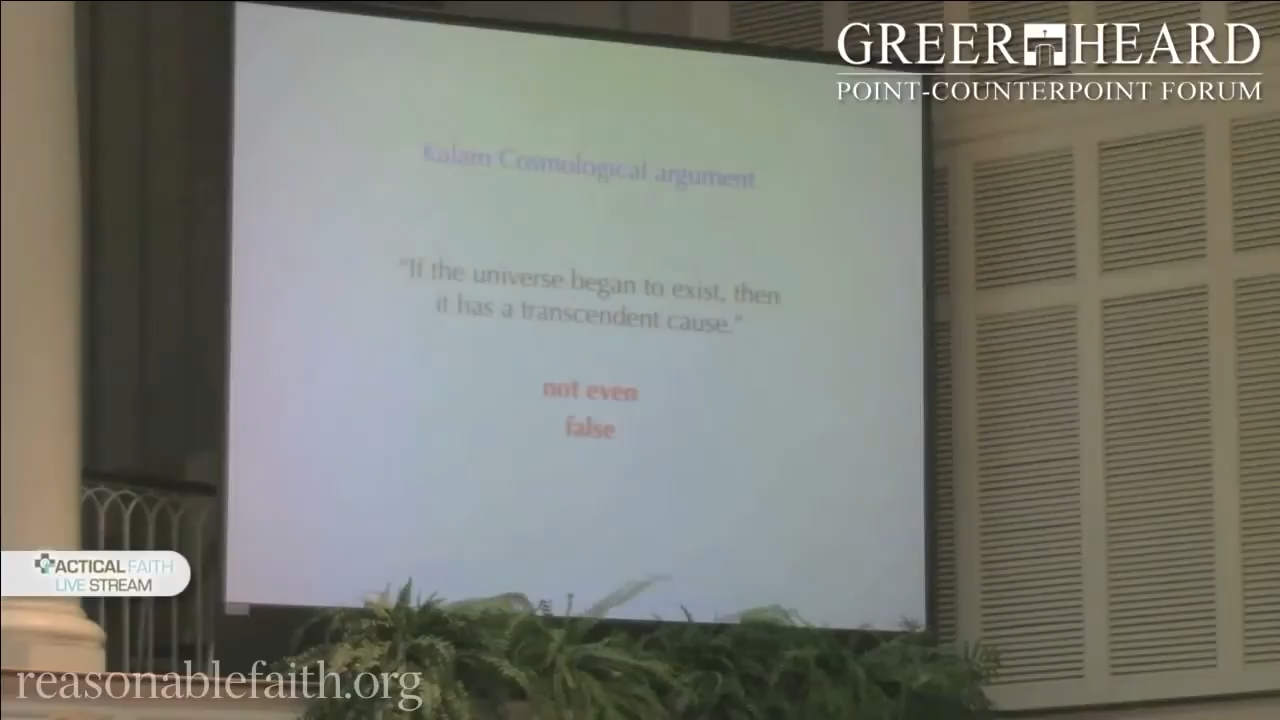 GREER HEARD
POINT-COUNTERPOINT FORUM
Kalam Cosmological argument
"If the universe began to exist, then
it has a transcendent cause."
not even
false
TACTICAL FAITH
LIVE STREAM
reasonablefaith.org